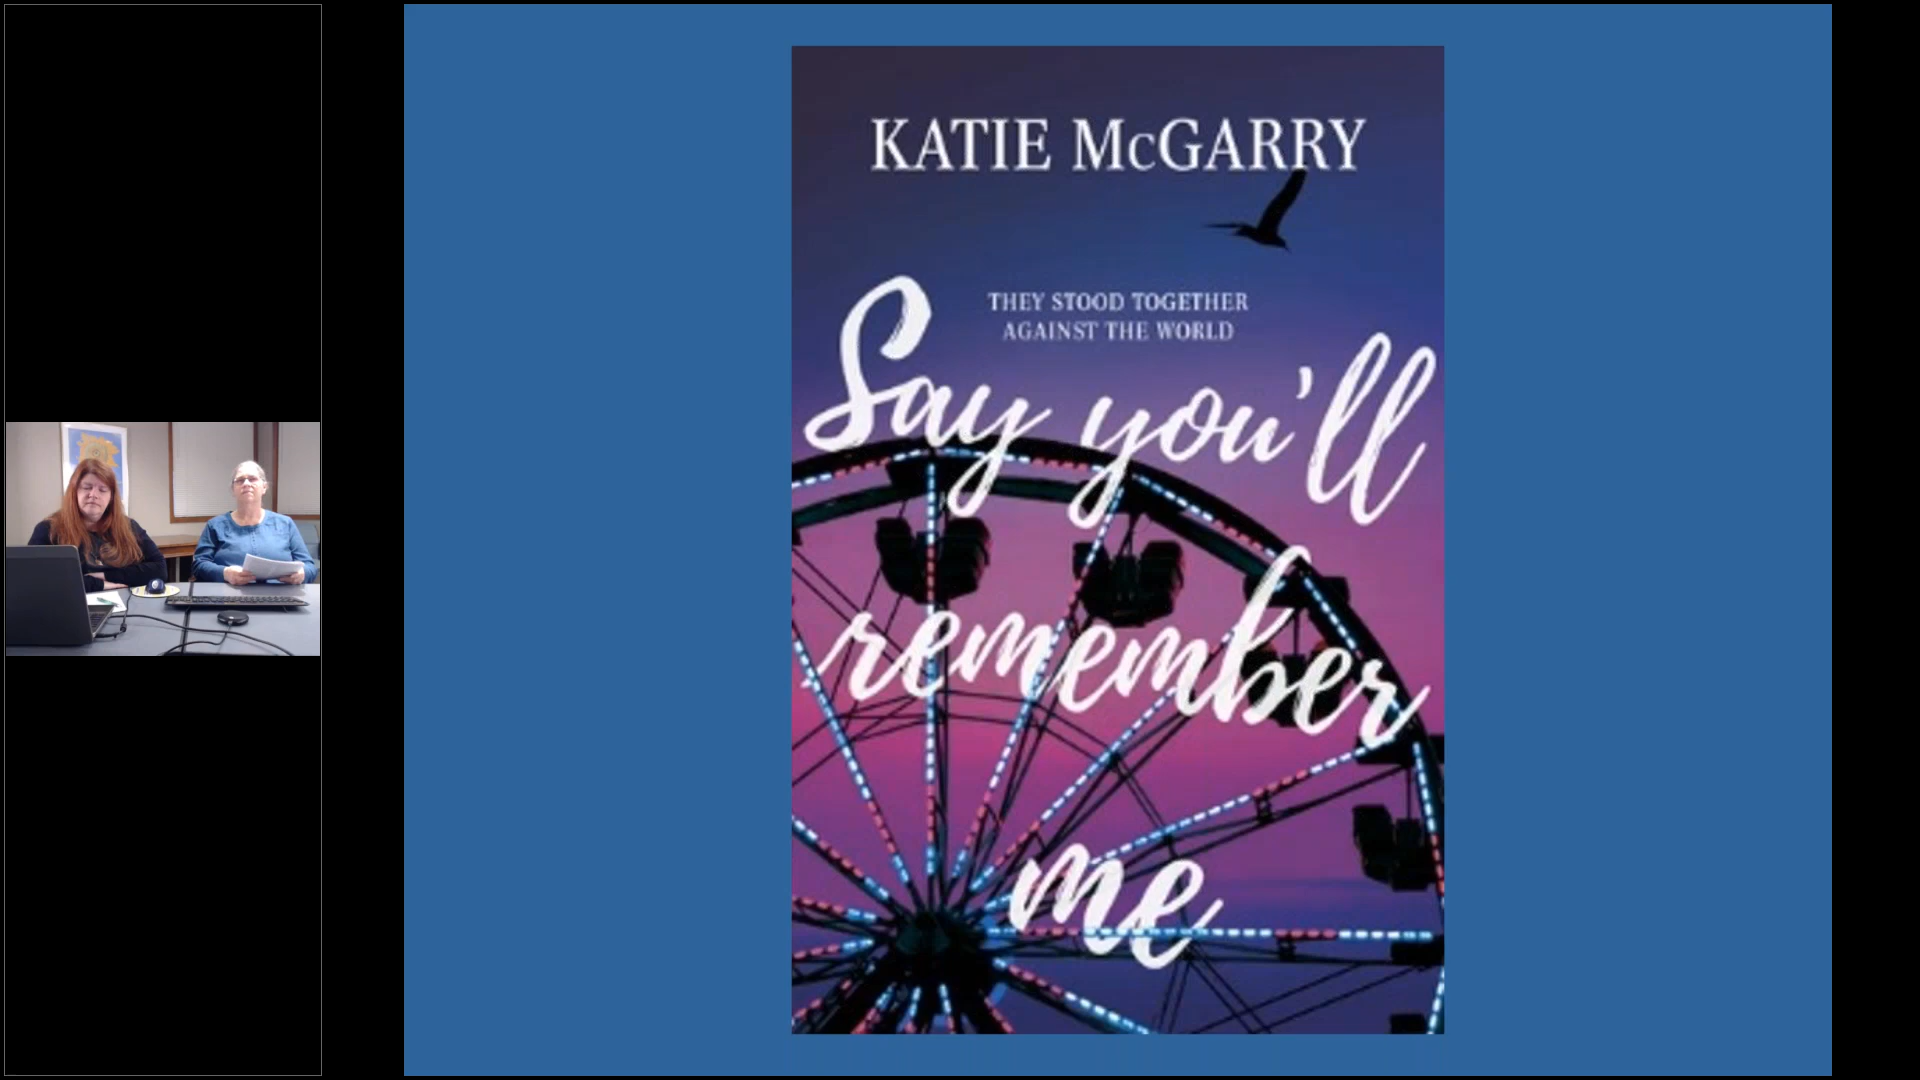 KATIE McGARRY
THEY STOOD TOGETHER
AGAINST THE WORLD
Say you'll
remember
me